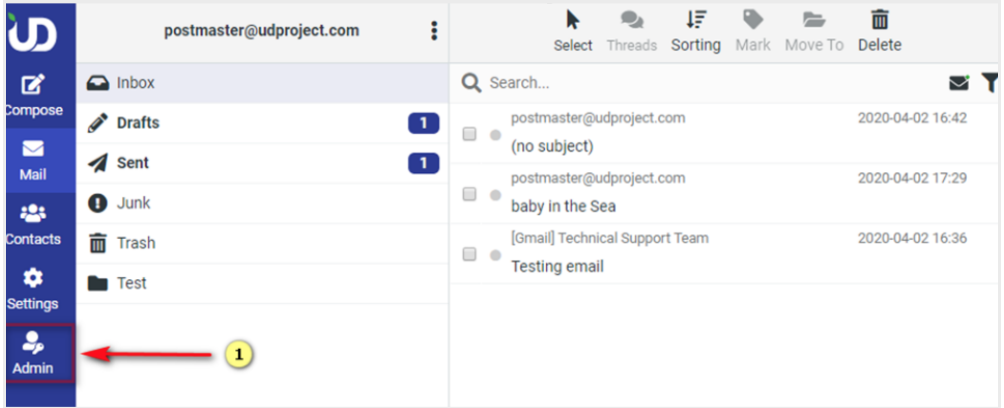 UD
Compose
Mail
Contacts
Settings
Admin
1
postmaster@udproject.com
Inbox
Drafts 1
Sent 1
Junk
Trash
Test
Select Threads Sorting Mark Move To Delete
Search...
postmaster@udproject.com 2020-04-02 16:42
(no subject)
postmaster@udproject.com 2020-04-02 17:29
baby in the Sea
[Gmail] Technical Support Team 2020-04-02 16:36
Testing email